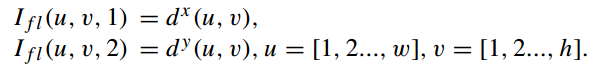 I_{fl}(u, v, 1) = d^x(u, v),
I_{fl}(u, v, 2) = d^y(u, v), u = [1, 2..., w], v = [1, 2..., h].